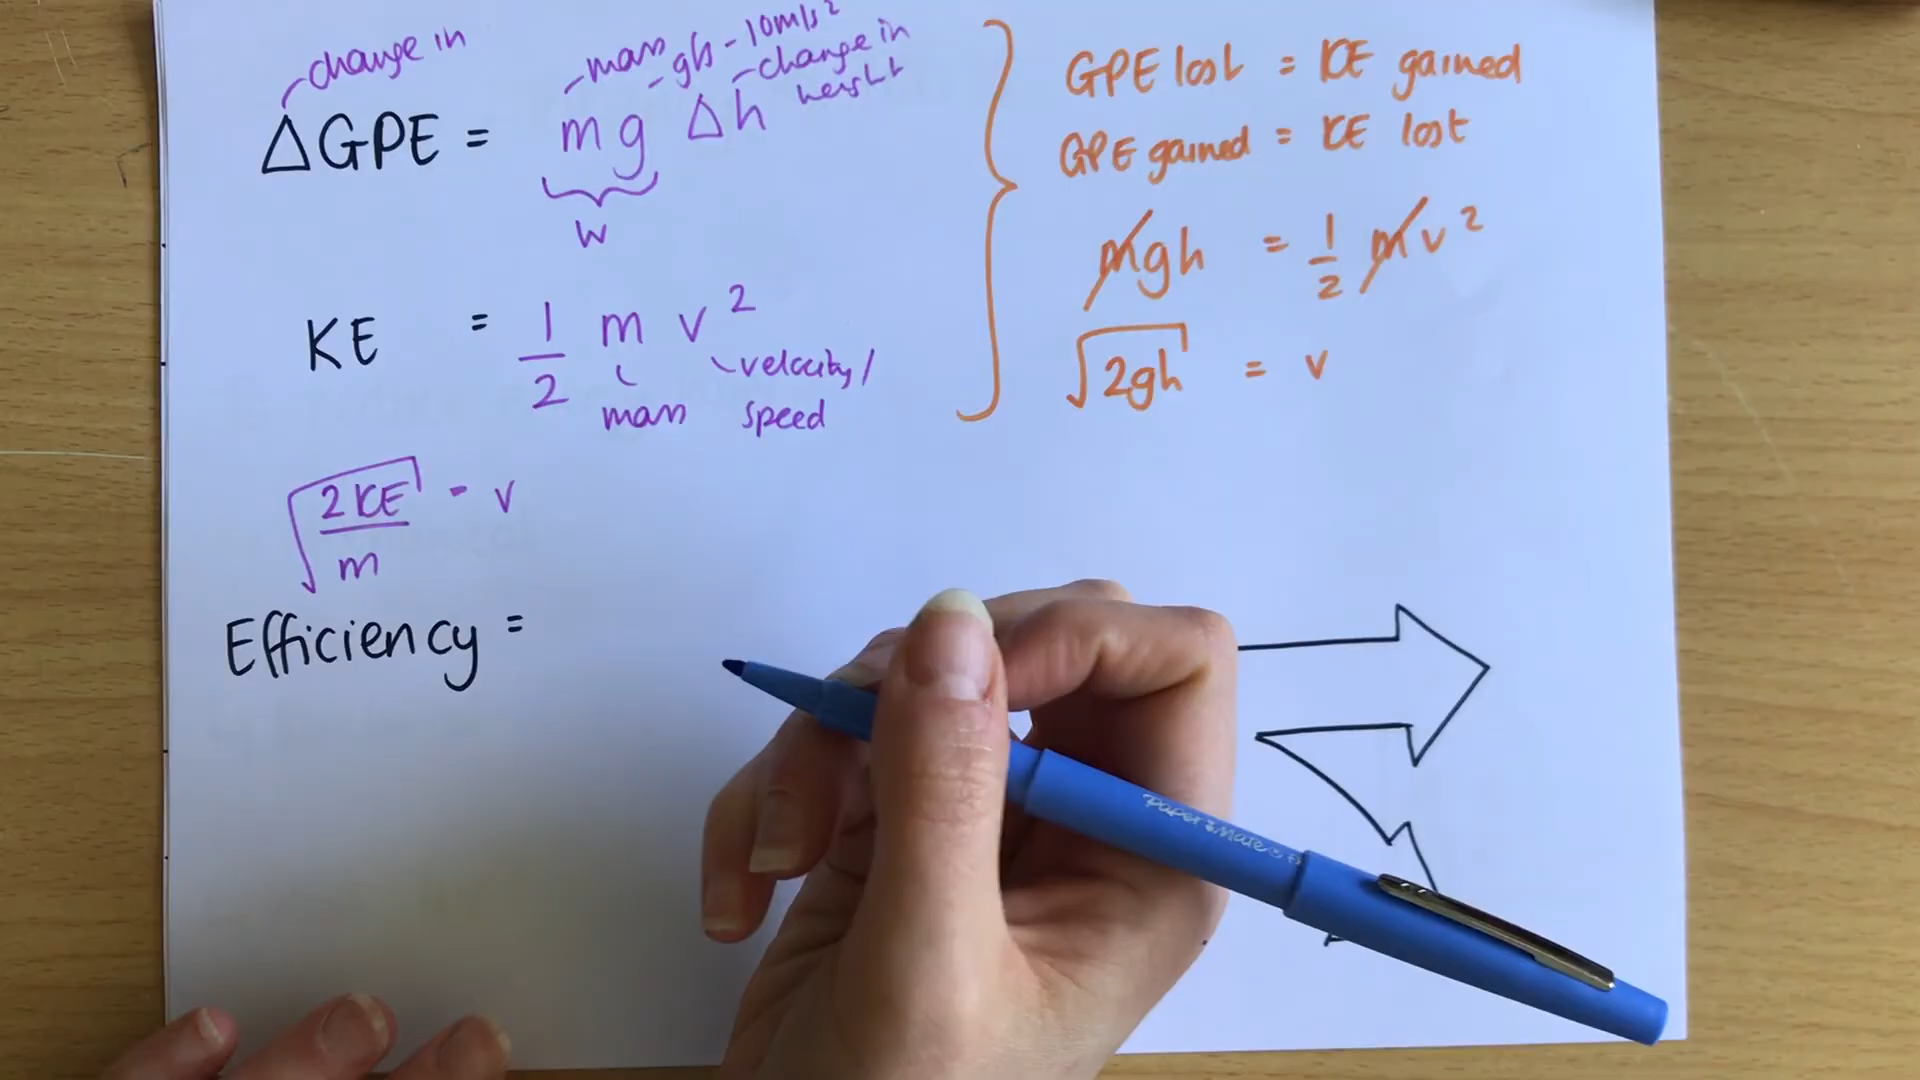 change in
mass
gfs - 10m/s²
change in
height
ΔGPE = mg Δh
W
KE = 1/2 m v²
mass
velocity/
speed
√(2KE/m) = v
Efficiency =
GPE lost = KE gained
GPE gained = KE lost
mgh = 1/2 mv²
√2gh = v
Paper Mate